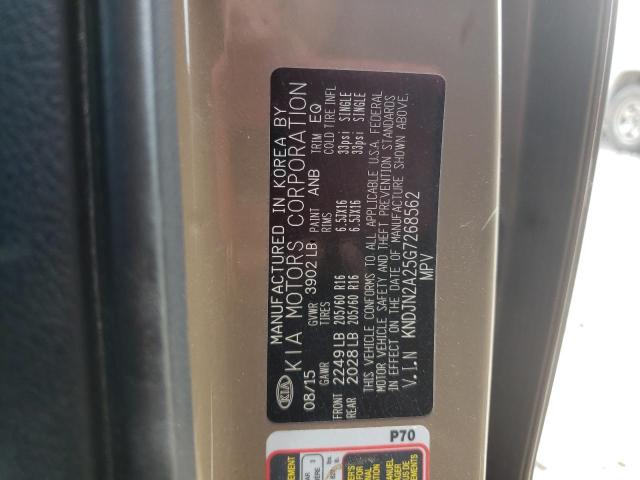 KIA
MANUFACTURED IN KOREA BY
KIA MOTORS CORPORATION
08/15 GVWR 3902 LB PAINT ANB TRIM EQ
GAWR TIRES RIMS COLD TIRE INFL
FRONT 2249 LB 205/60 R16 6.5JX16 33psi SINGLE
REAR 2028 LB 205/60 R16 6.5JX16 33psi SINGLE
THIS VEHICLE CONFORMS TO ALL APPLICABLE U.S.A. FEDERAL
MOTOR VEHICLE SAFETY AND THEFT PREVENTION STANDARDS
IN EFFECT ON THE DATE OF MANUFACTURE SHOWN ABOVE.
V.I.N KNDJN2A25G7268562
MPV
P70